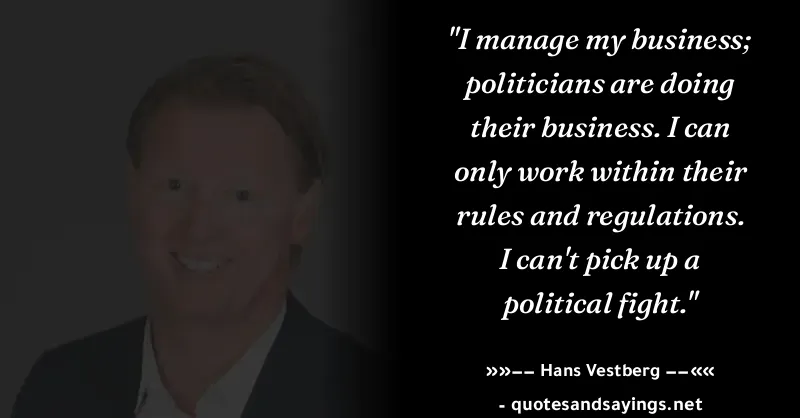 "I manage my business;
politicians are doing
their business. I can
only work within their
rules and regulations.
I can't pick up a
political fight."
»»–– Hans Vestberg ––««
- quotesandsayings.net